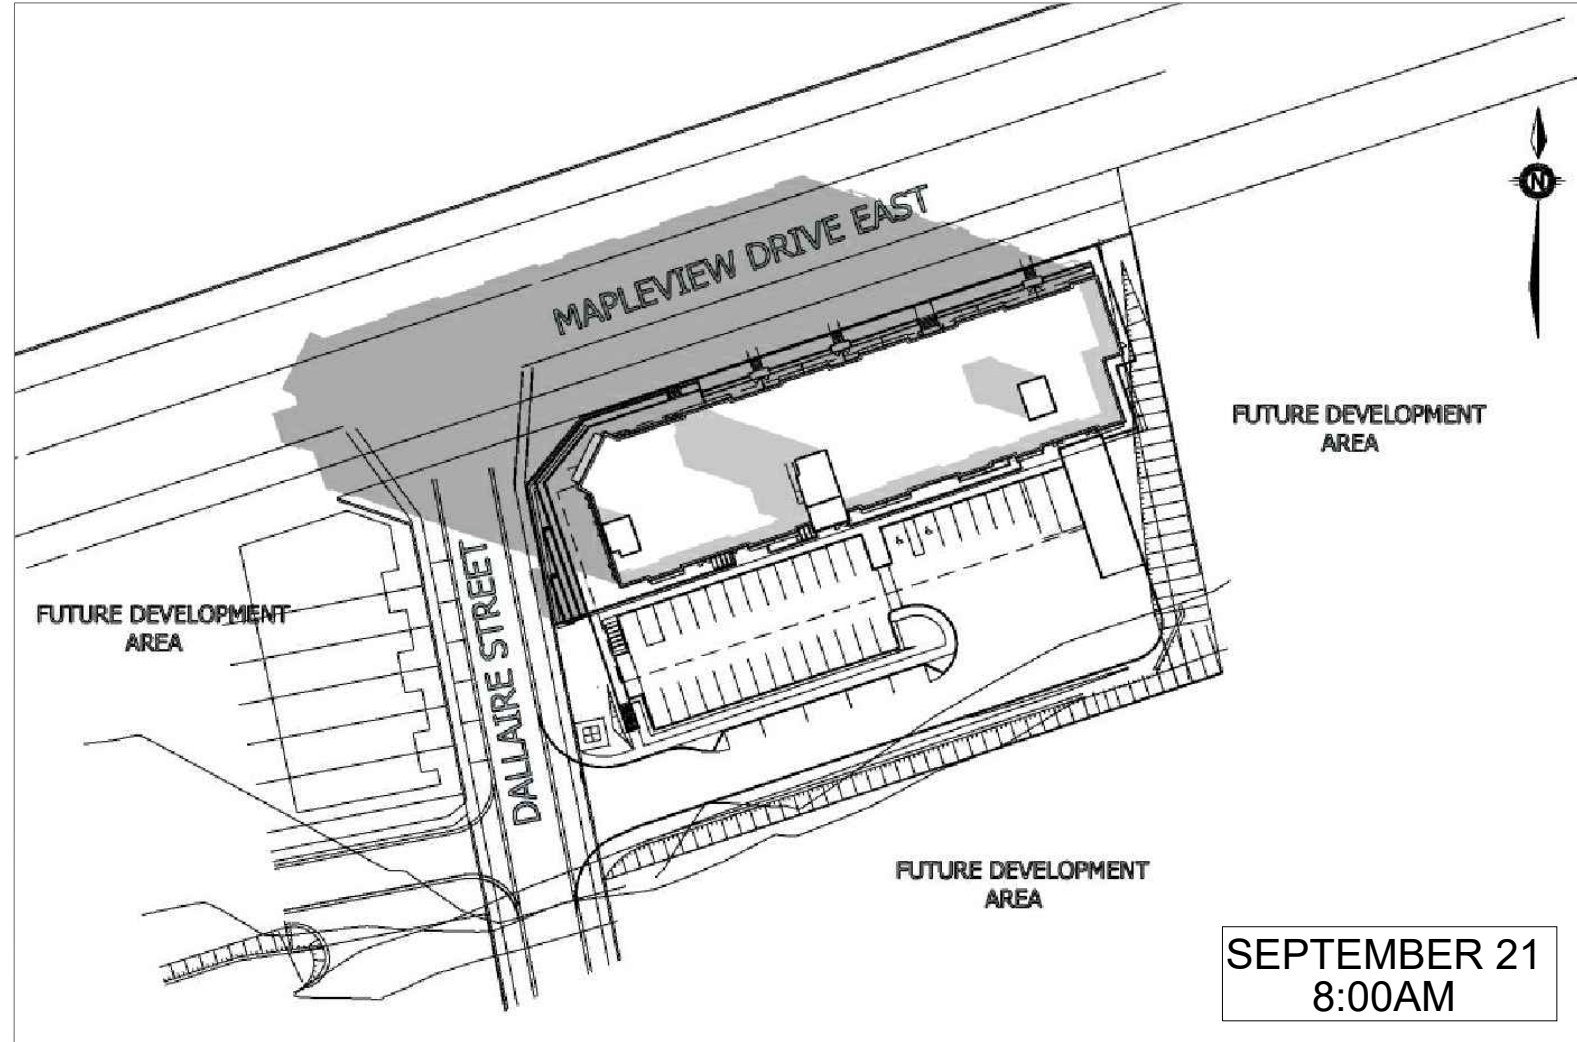 N
MAPLEVIEW DRIVE EAST
FUTURE DEVELOPMENT
AREA
FUTURE DEVELOPMENT
AREA
DALLAIRE STREET
FUTURE DEVELOPMENT
AREA
SEPTEMBER 21
8:00AM